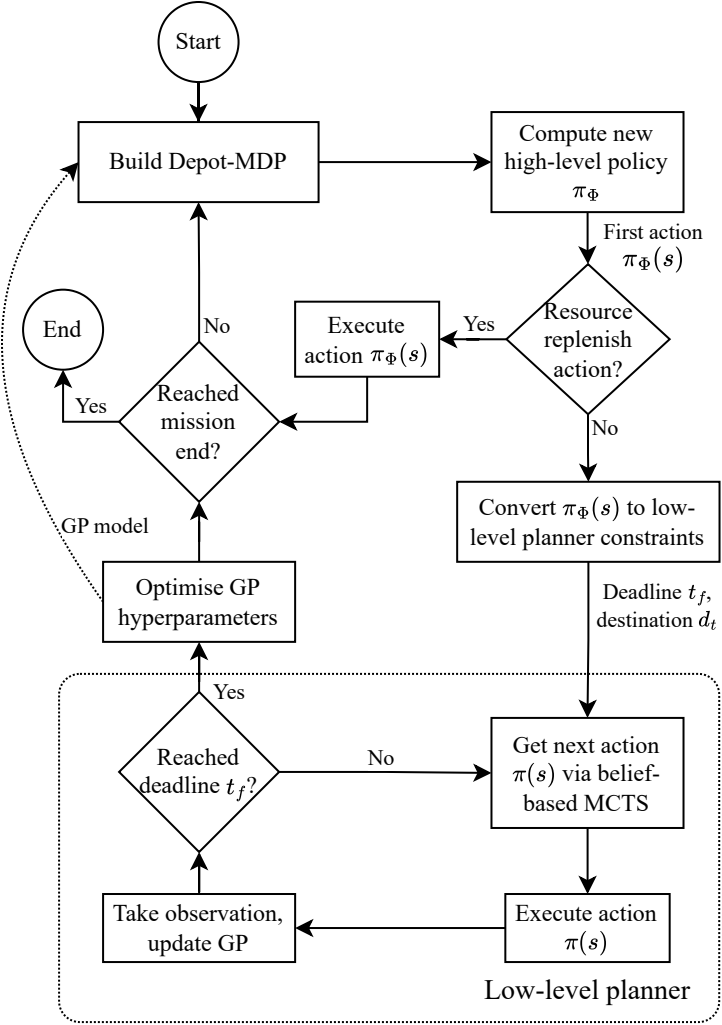 Start
Build Depot-MDP
Compute new
high-level policy
π_Φ
First action
π_Φ(s)
Resource
replenish
action?
Yes
Execute
action π_Φ(s)
No
End
Reached
mission
end?
Yes
No
Convert π_Φ(s) to low-
level planner constraints
GP model
Optimise GP
hyperparameters
Deadline t_f,
destination d_t
Yes
Reached
deadline t_f?
No
Get next action
π(s) via belief-
based MCTS
Take observation,
update GP
Execute action
π(s)
Low-level planner